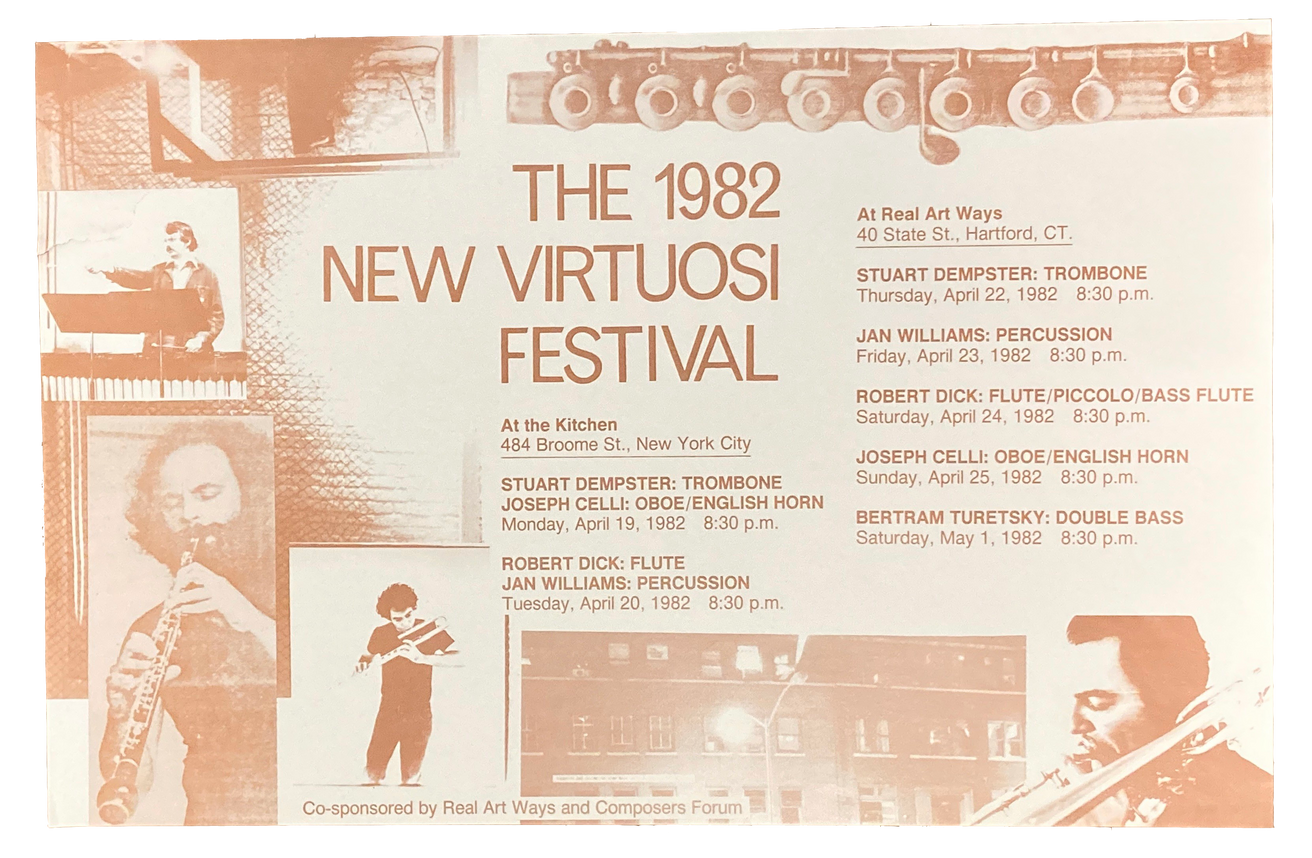 THE 1982
NEW VIRTUOSI
FESTIVAL
At the Kitchen
484 Broome St., New York City
STUART DEMPSTER: TROMBONE
JOSEPH CELLI: OBOE/ENGLISH HORN
Monday, April 19, 1982 8:30 p.m.
ROBERT DICK: FLUTE
JAN WILLIAMS: PERCUSSION
Tuesday, April 20, 1982 8:30 p.m.
At Real Art Ways
40 State St., Hartford, CT.
STUART DEMPSTER: TROMBONE
Thursday, April 22, 1982 8:30 p.m.
JAN WILLIAMS: PERCUSSION
Friday, April 23, 1982 8:30 p.m.
ROBERT DICK: FLUTE/PICCOLO/BASS FLUTE
Saturday, April 24, 1982 8:30 p.m.
JOSEPH CELLI: OBOE/ENGLISH HORN
Sunday, April 25, 1982 8:30 p.m.
BERTRAM TURETSKY: DOUBLE BASS
Saturday, May 1, 1982 8:30 p.m.
Co-sponsored by Real Art Ways and Composers Forum